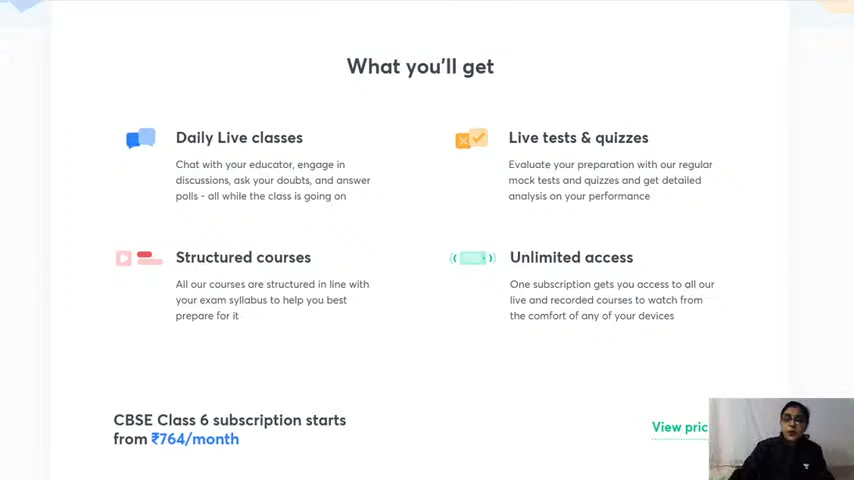 What you'll get
Daily Live classes
Chat with your educator, engage in
discussions, ask your doubts, and answer
polls - all while the class is going on
Live tests & quizzes
Evaluate your preparation with our regular
mock tests and quizzes and get detailed
analysis on your performance
Structured courses
All our courses are structured in line with
your exam syllabus to help you best
prepare for it
Unlimited access
One subscription gets you access to all our
live and recorded courses to watch from
the comfort of any of your devices
CBSE Class 6 subscription starts
from ₹764/month
View pric